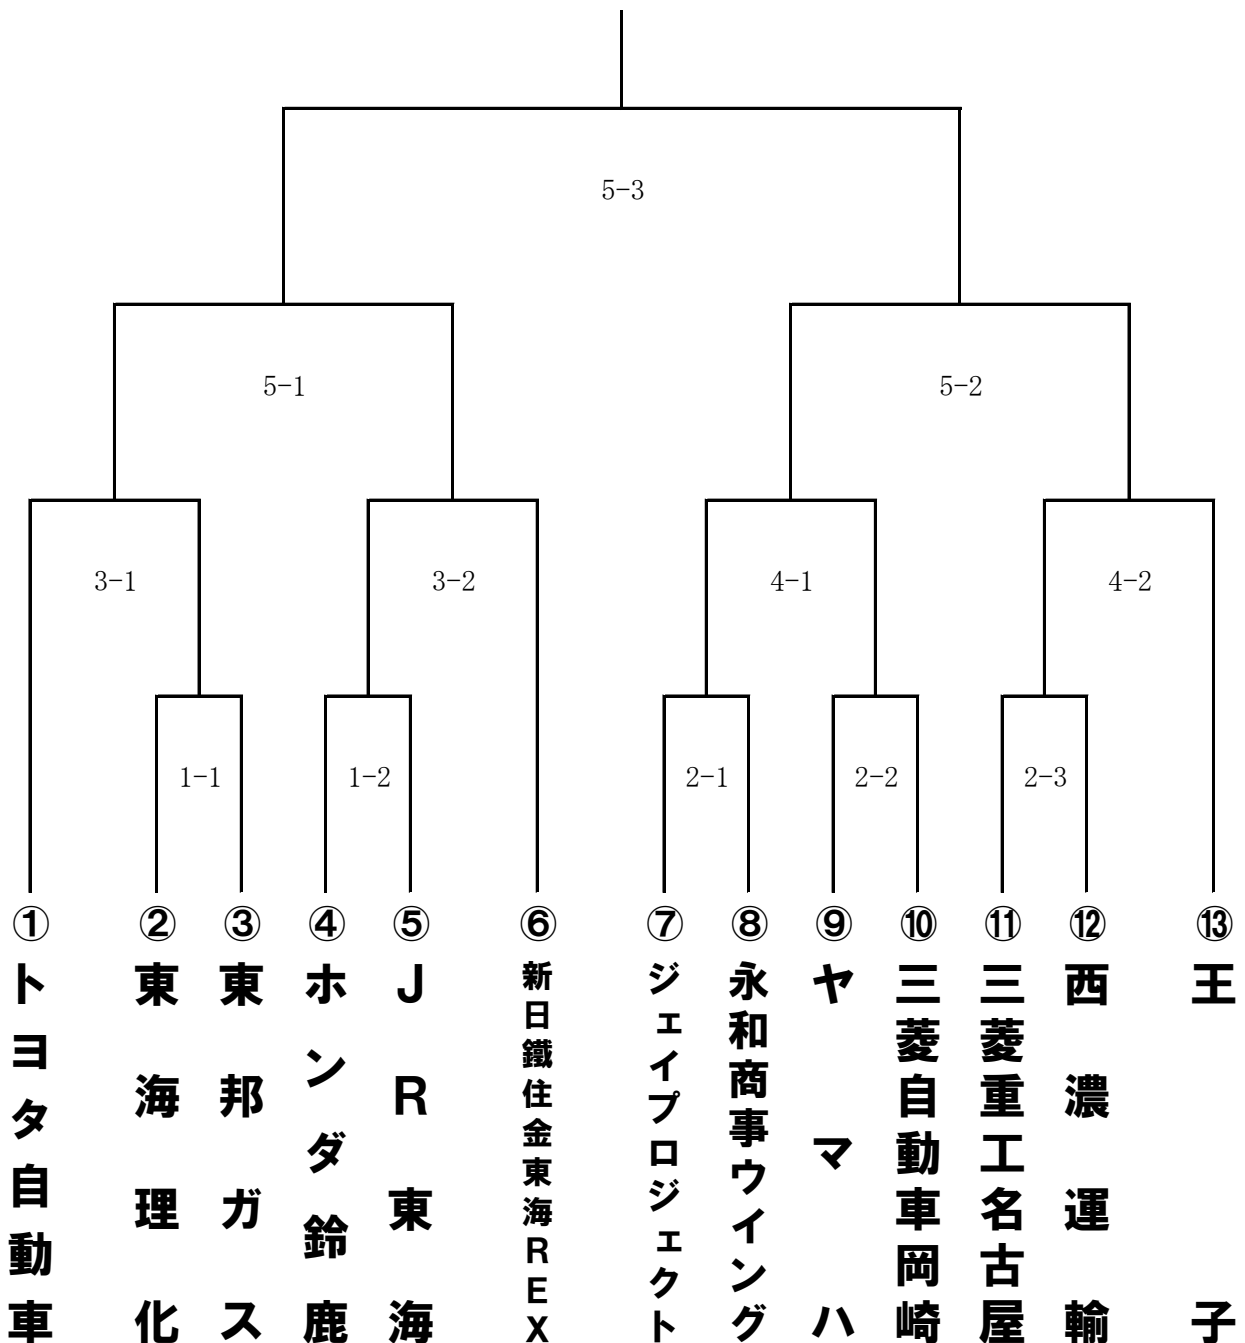 5-3
5-1
5-2
3-1
3-2
4-1
4-2
1-1
1-2
2-1
2-2
2-3
①
②
③
④
⑤
⑥
⑦
⑧
⑨
⑩
⑪
⑫
⑬
トヨタ自動車
東海理化
東邦ガス
ホンダ鈴鹿
JR東海
新日鐵住金東海REX
ジェイプロジェクト
永和商事ウイング
ヤマハ
三菱自動車岡崎
三菱重工名古屋
西濃運輸
王子